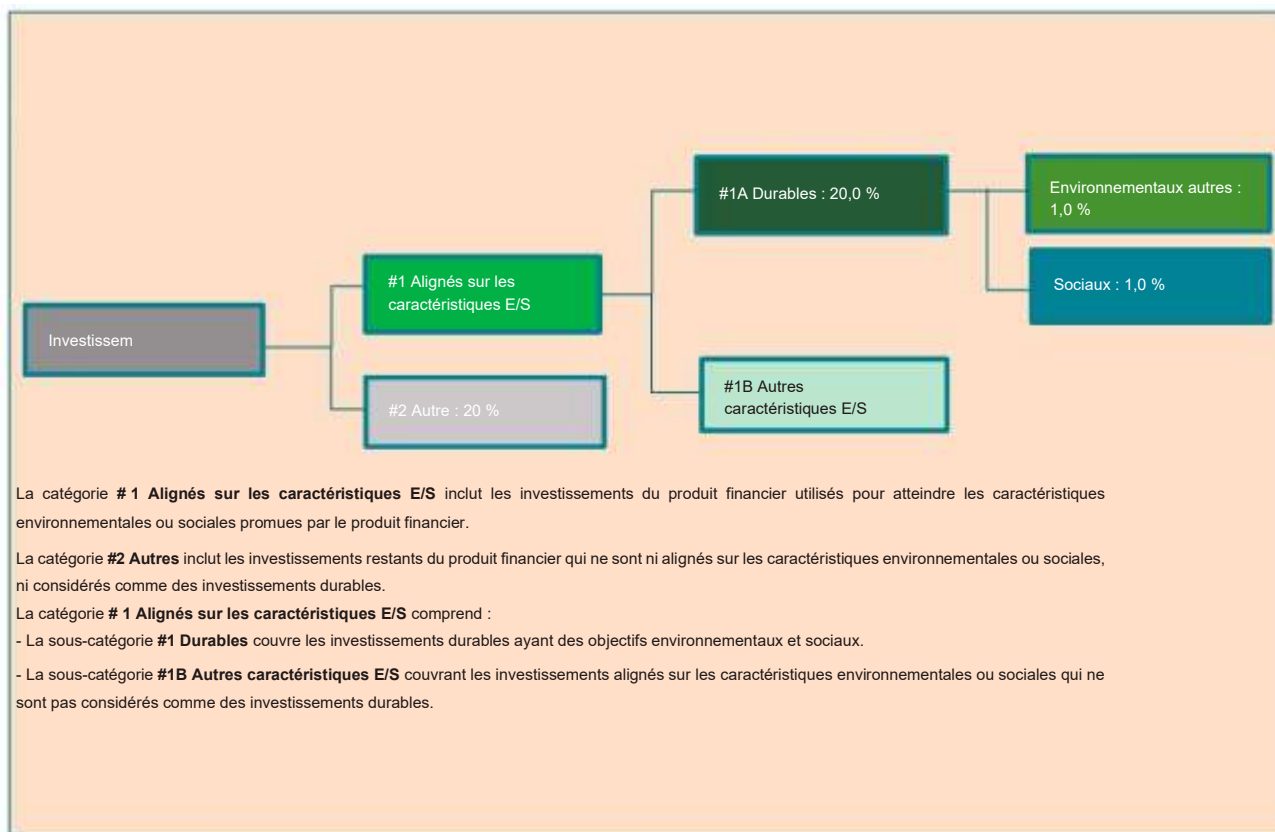 #1A Durables : 20,0 %
Environnementaux autres :
1,0 %
#1 Alignés sur les
caractéristiques E/S
Sociaux : 1,0 %
Investissem
#1B Autres
caractéristiques E/S
#2 Autre : 20 %
La catégorie # 1 Alignés sur les caractéristiques E/S inclut les investissements du produit financier utilisés pour atteindre les caractéristiques
environnementales ou sociales promues par le produit financier.
La catégorie #2 Autres inclut les investissements restants du produit financier qui ne sont ni alignés sur les caractéristiques environnementales ou sociales,
ni considérés comme des investissements durables.
La catégorie # 1 Alignés sur les caractéristiques E/S comprend :
- La sous-catégorie #1 Durables couvre les investissements durables ayant des objectifs environnementaux et sociaux.
- La sous-catégorie #1B Autres caractéristiques E/S couvrant les investissements alignés sur les caractéristiques environnementales ou sociales qui ne
sont pas considérés comme des investissements durables.